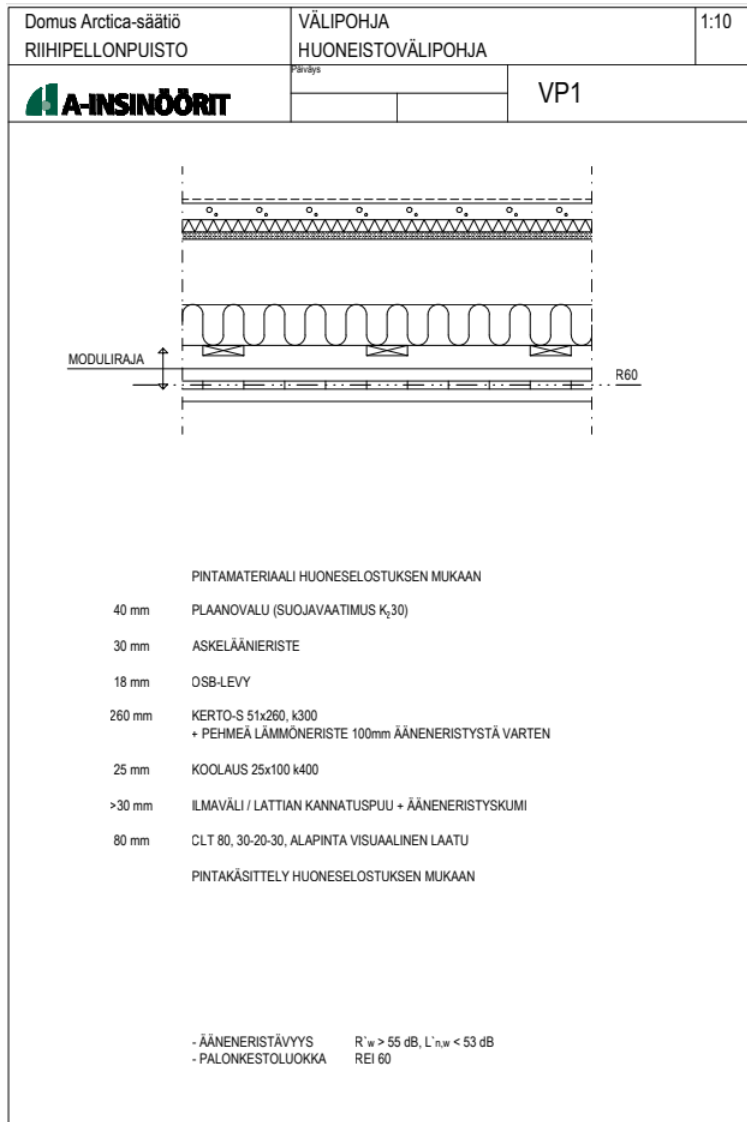 Domus Arctica-säätiö
RIIHIPELLONPUISTO
VÄLIPOHJA
HUONEISTOVÄLIPOHJA
1:10
A-INSINÖÖRIT
Päiväys
VP1
MODULIRAJA
R60
PINTAMATERIAALI HUONESELOSTUKSEN MUKAAN
40 mm PLAANOVALU (SUOJAVAATIMUS K₂30)
30 mm ASKELÄÄNIERISTE
18 mm OSB-LEVY
260 mm KERTO-S 51x260, k300
+ PEHMEÄ LÄMMÖNERISTE 100mm ÄÄNENERISTYSTÄ VARTEN
25 mm KOOLAUS 25x100 k400
>30 mm ILMAVÄLI / LATTIAN KANNATUSPUU + ÄÄNENERISTYSKUMI
80 mm CLT 80, 30-20-30, ALAPINTA VISUAALINEN LAATU
PINTAKÄSITTELY HUONESELOSTUKSEN MUKAAN
- ÄÄNENERISTÄVYYS R`w > 55 dB, L`n,w < 53 dB
- PALONKESTOLUOKKA REI 60